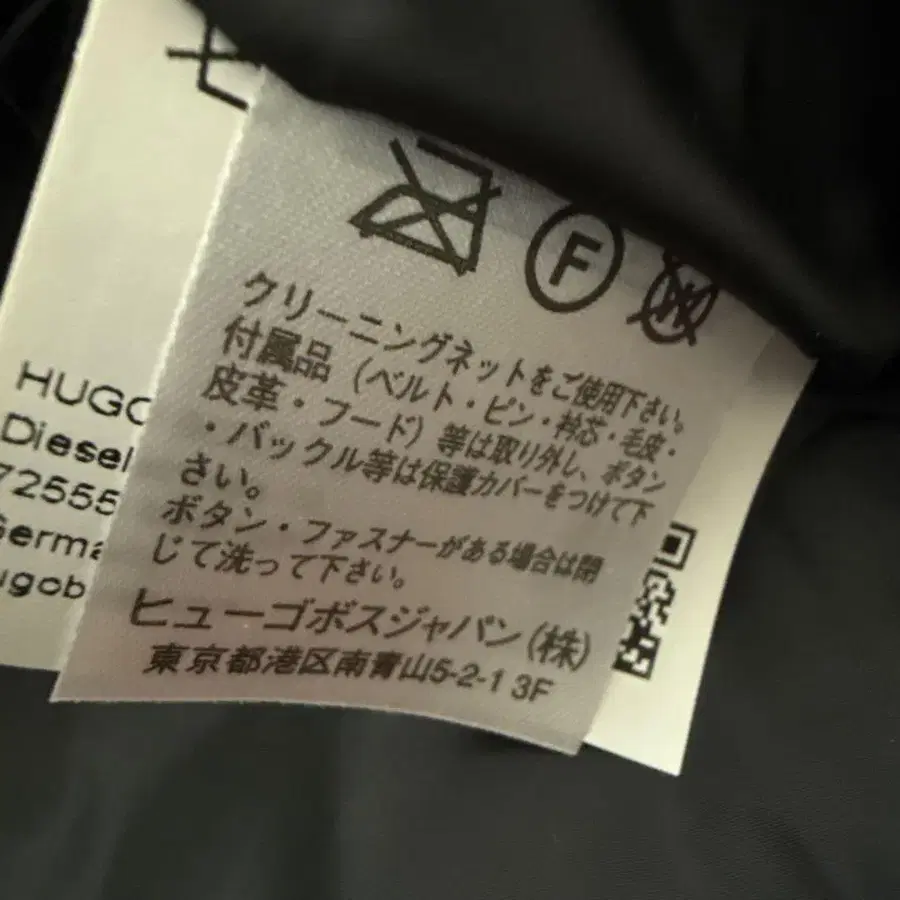 F
W
クリーニングネットをご使用下さい。
付属品（ベルト・ピン・衿芯・毛皮・
皮革・フード）等は取り外し、ボタン
・バックル等は保護カバーをつけて下
さい。
ボタン・ファスナーがある場合は閉
じて洗って下さい。
ヒューゴボスジャパン(株)
東京都港区南青山5-2-1 3F
HUGO
Diesel
72555
Germa
ugob